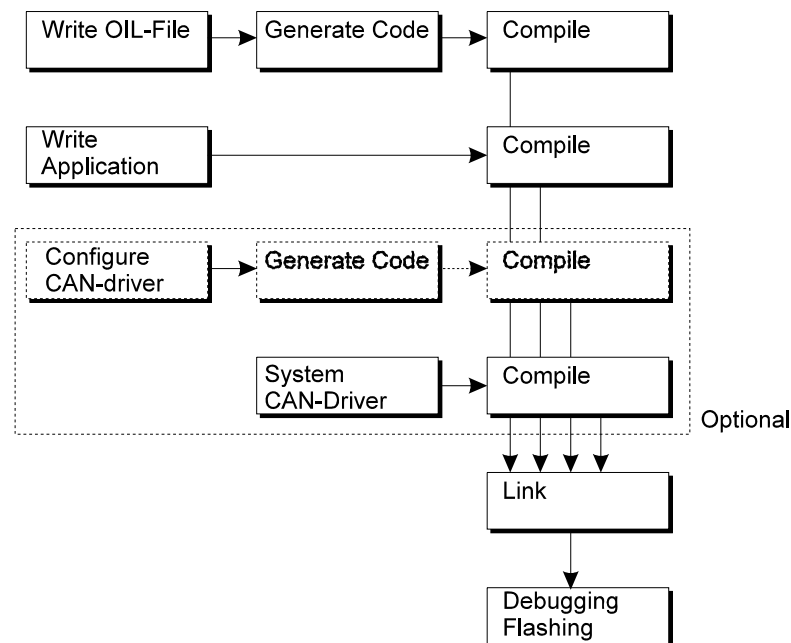 Write OIL-File
Generate Code
Compile
Write
Application
Compile
Configure
CAN-driver
Generate Code
Compile
System
CAN-Driver
Compile
Optional
Link
Debugging
Flashing